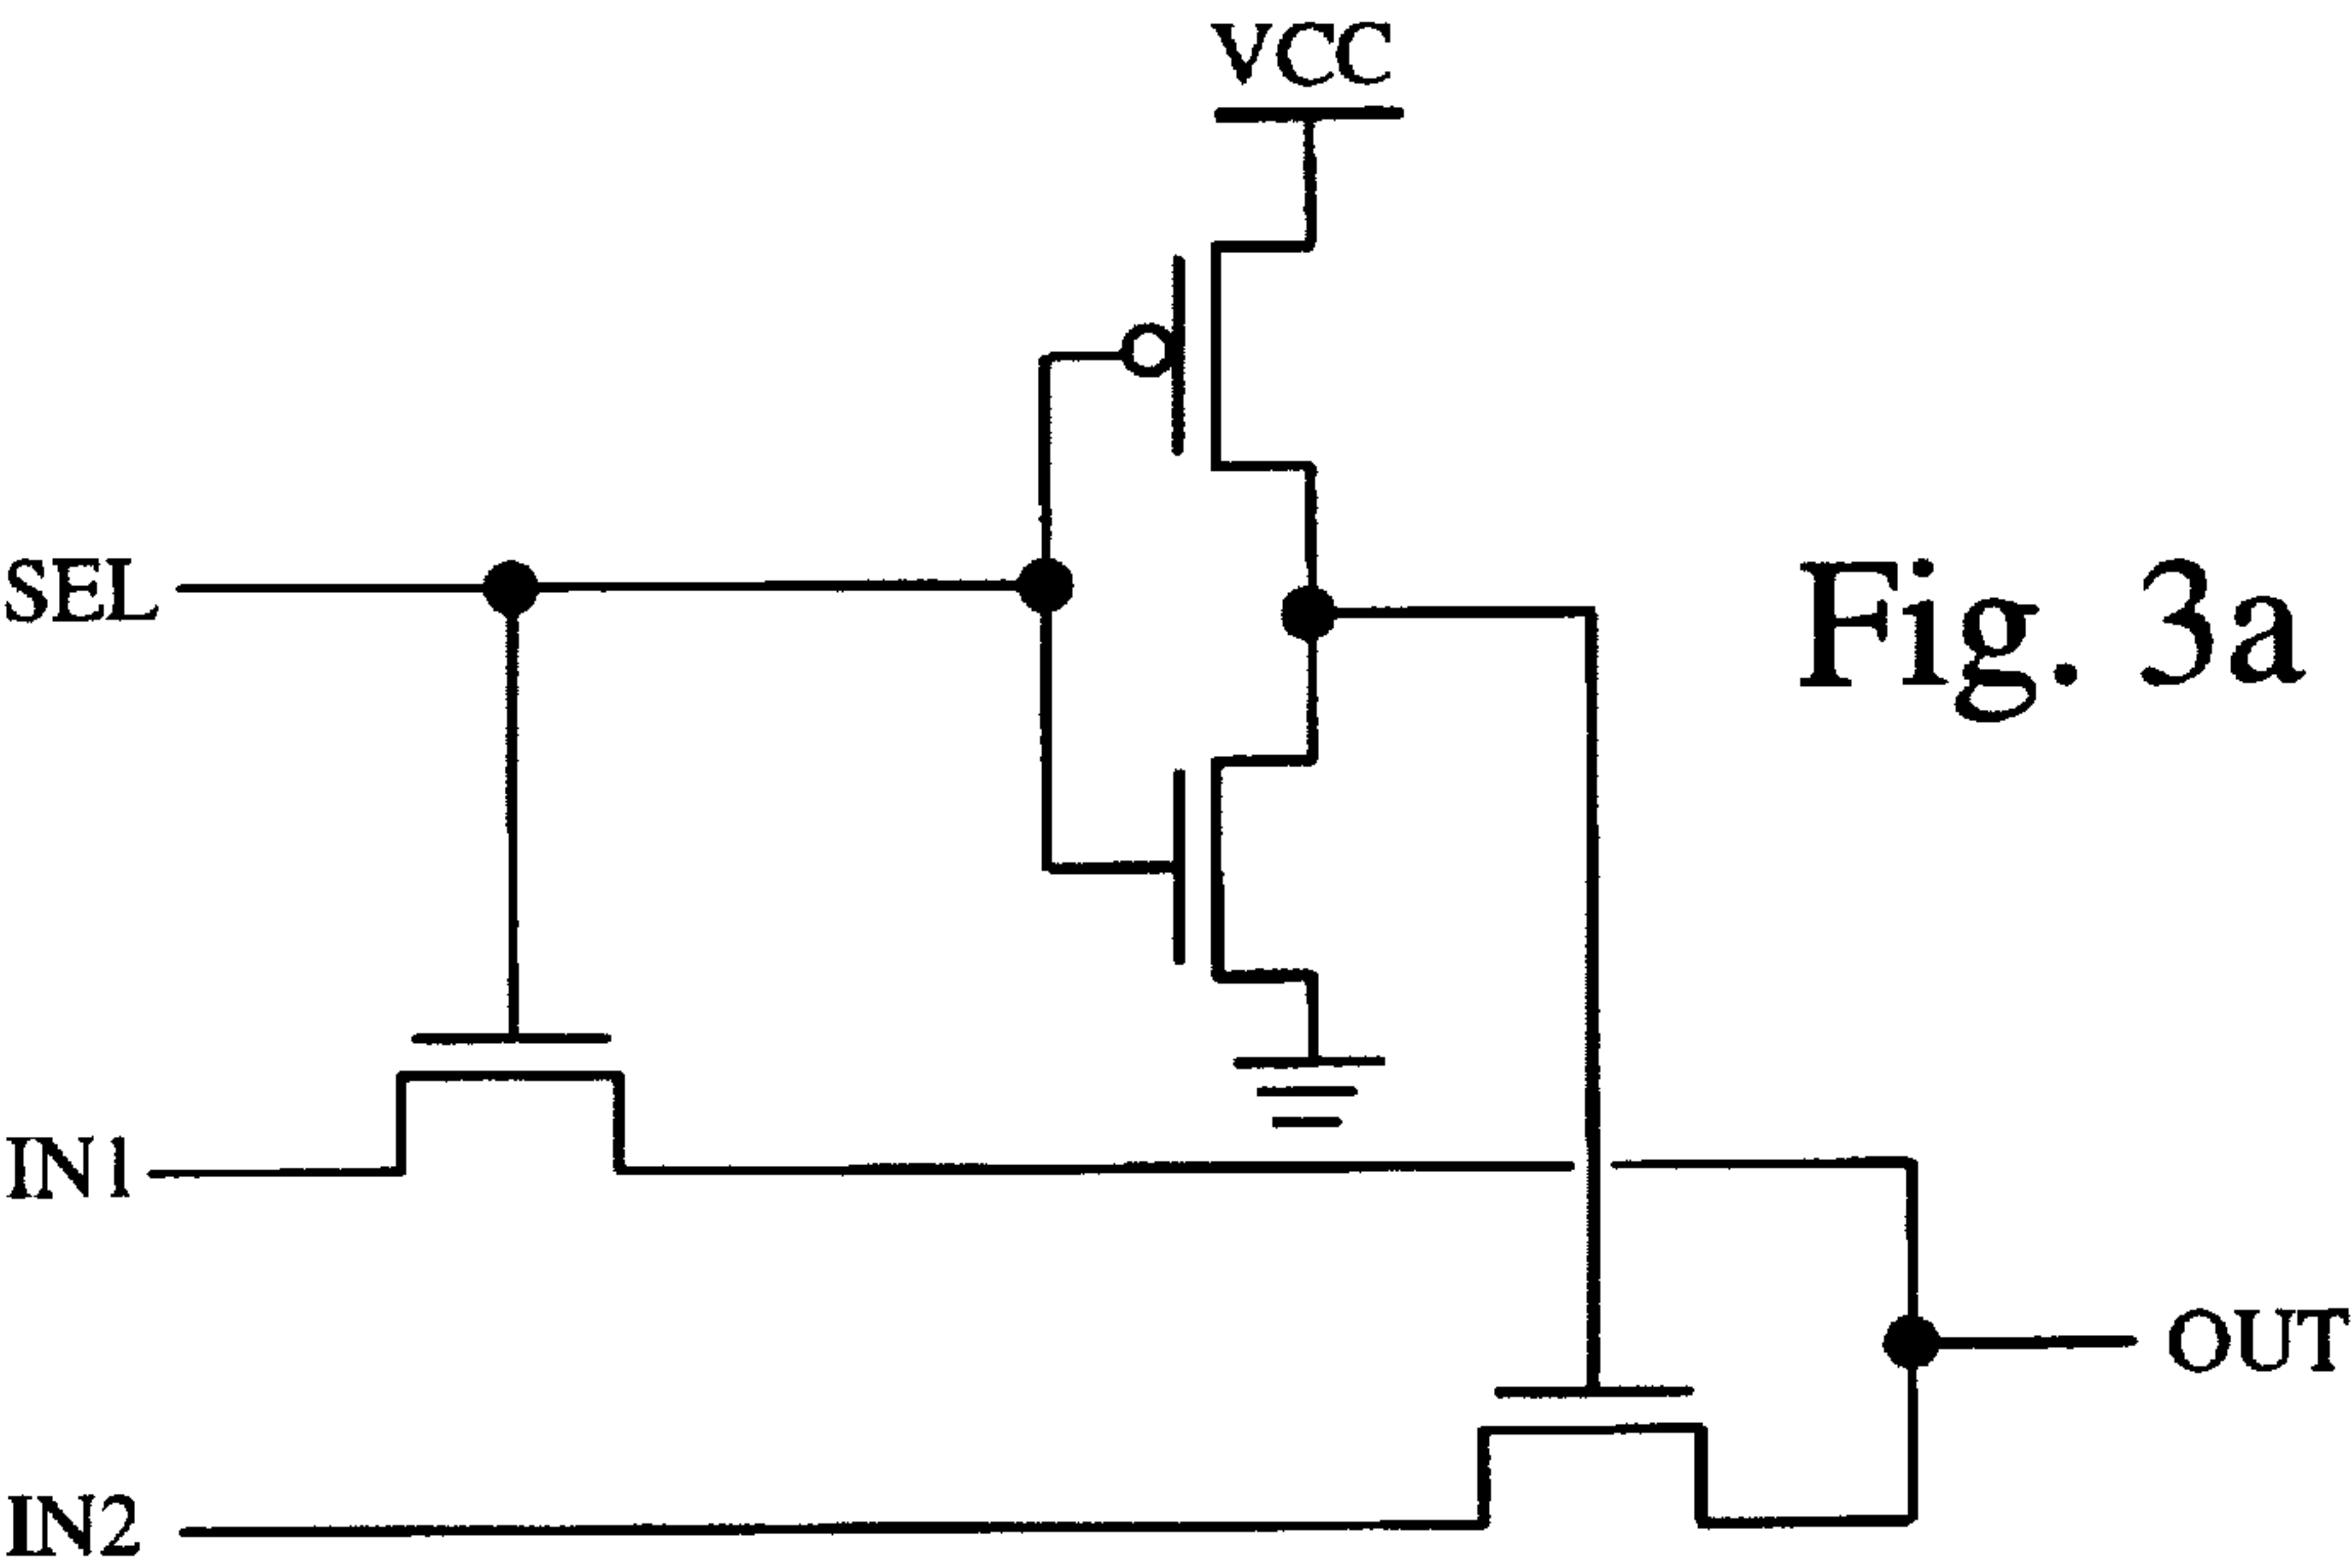 VCC
SEL
Fig. 3a
IN1
OUT
IN2